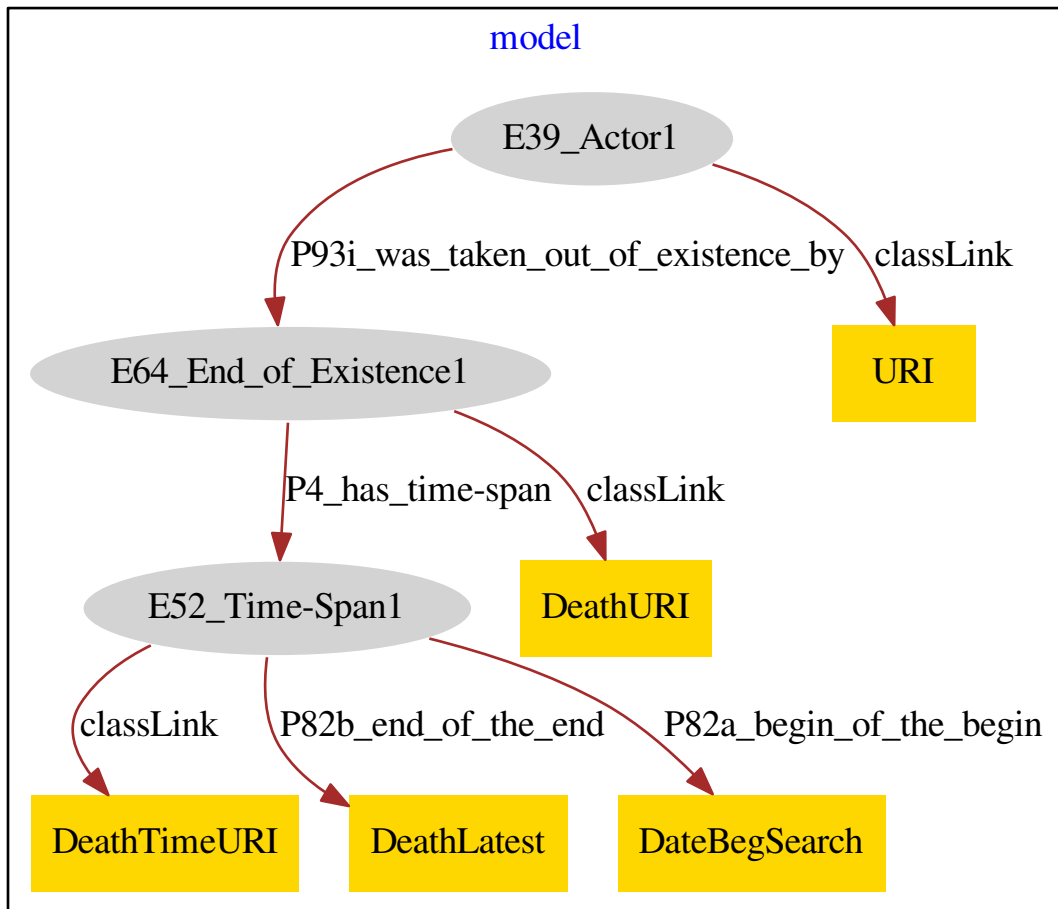 model
E39_Actor1
P93i_was_taken_out_of_existence_by
classLink
E64_End_of_Existence1
URI
P4_has_time-span
classLink
E52_Time-Span1
DeathURI
classLink
P82b_end_of_the_end
P82a_begin_of_the_begin
DeathTimeURI
DeathLatest
DateBegSearch